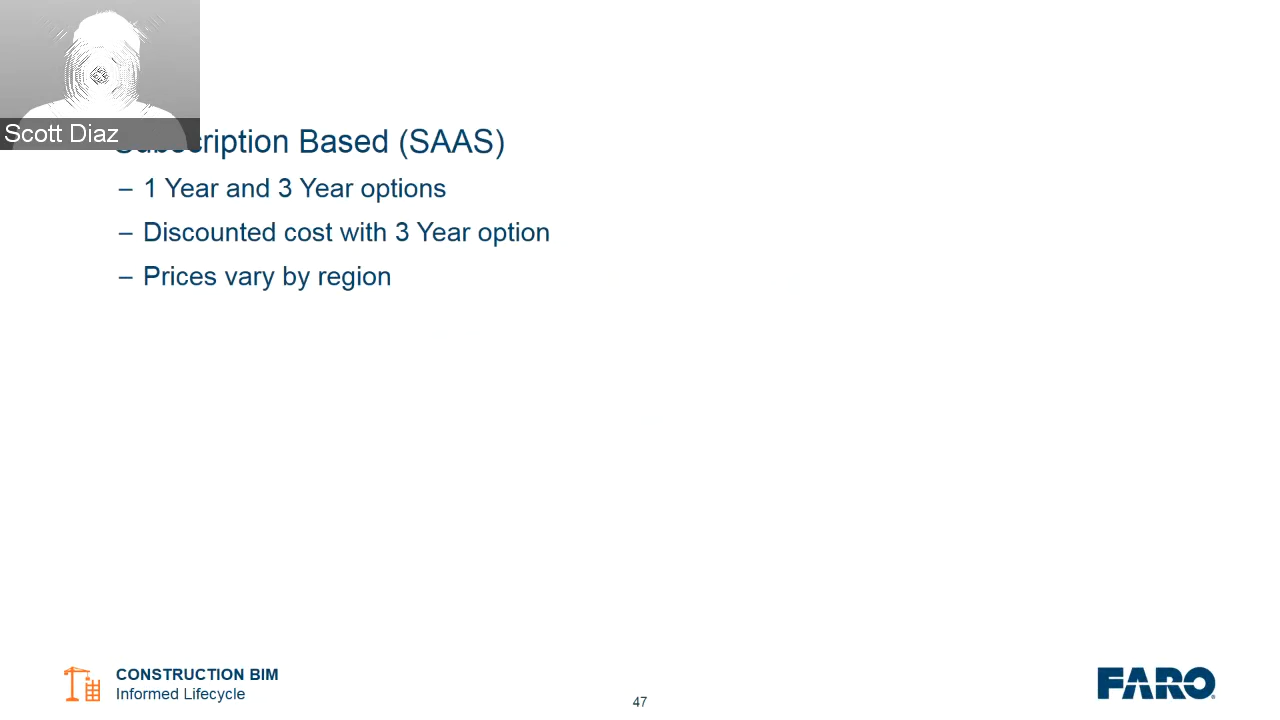 Scott Diaz
Subscription Based (SAAS)
– 1 Year and 3 Year options
– Discounted cost with 3 Year option
– Prices vary by region
CONSTRUCTION BIM
Informed Lifecycle
47
FARO